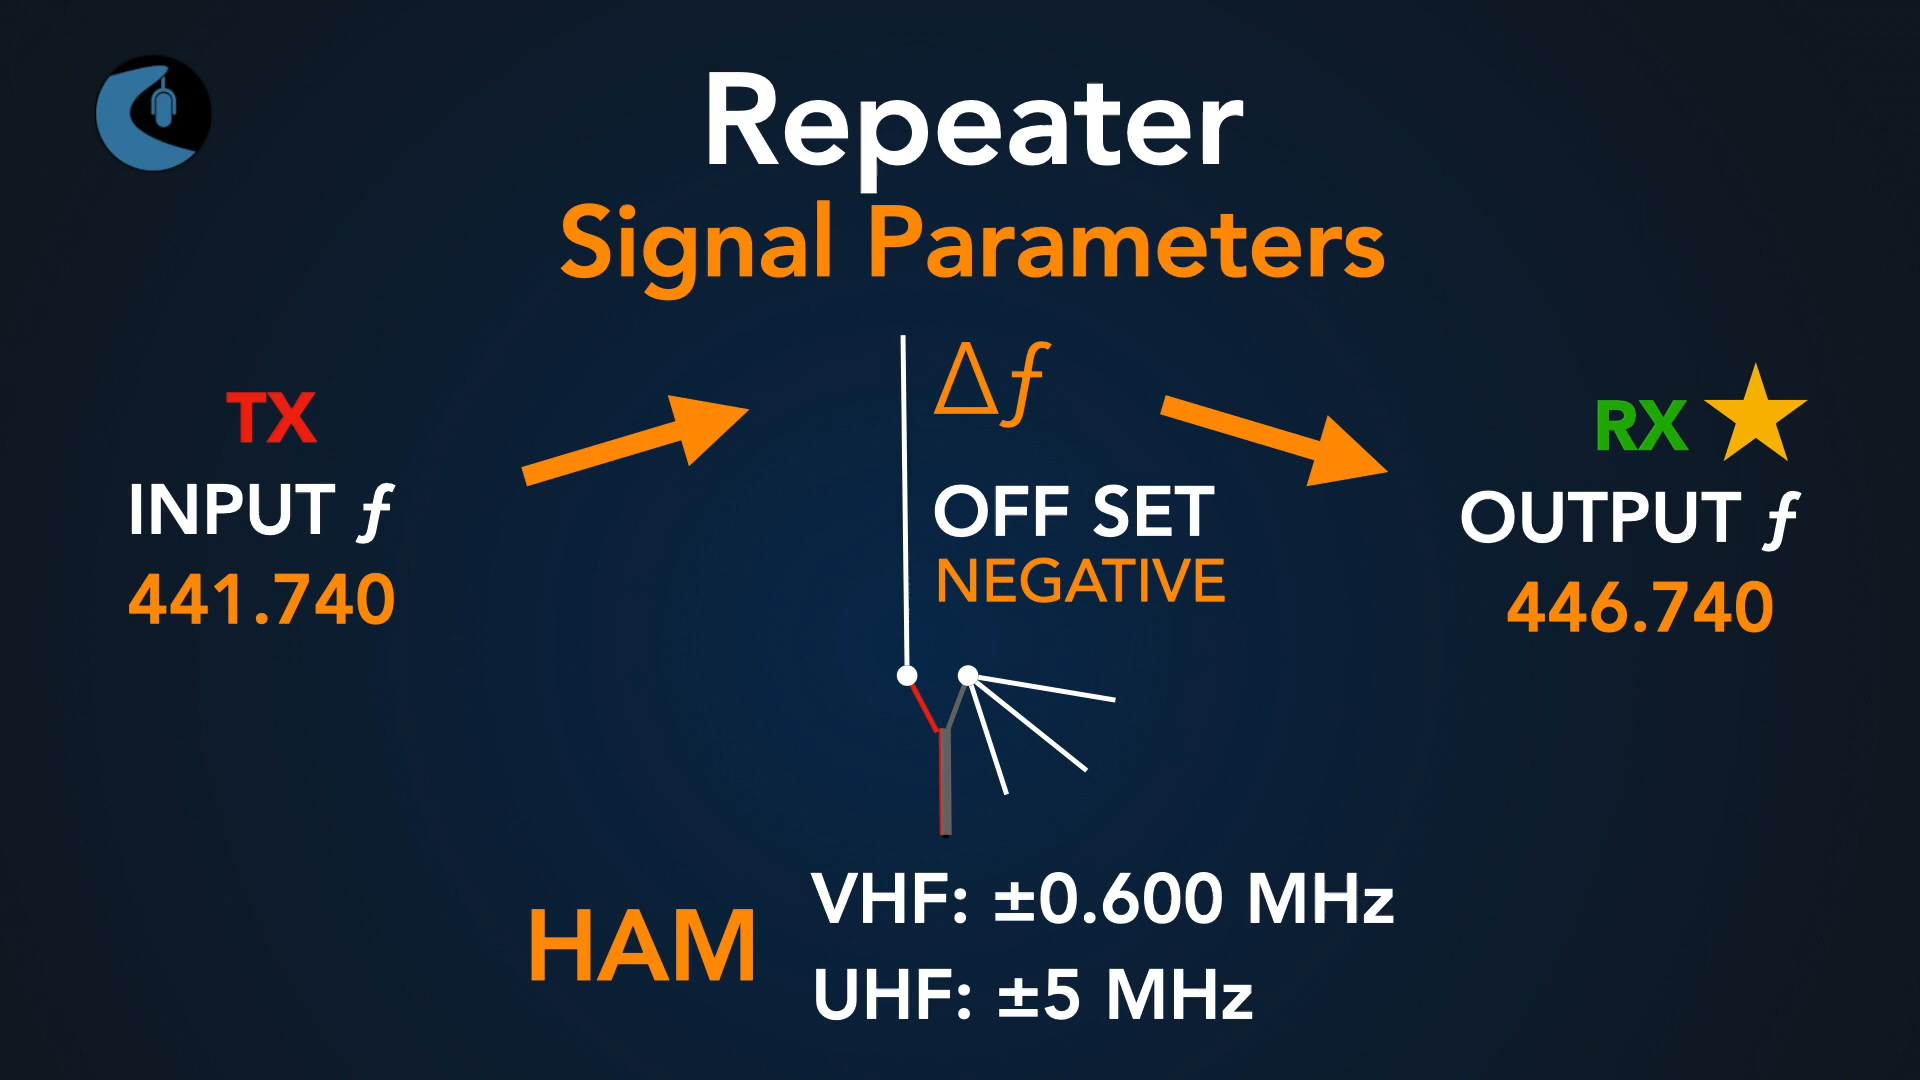 Repeater
Signal Parameters
TX
INPUT ƒ
441.740
Δƒ
OFF SET
NEGATIVE
RX
OUTPUT ƒ
446.740
HAM
VHF: ±0.600 MHz
UHF: ±5 MHz